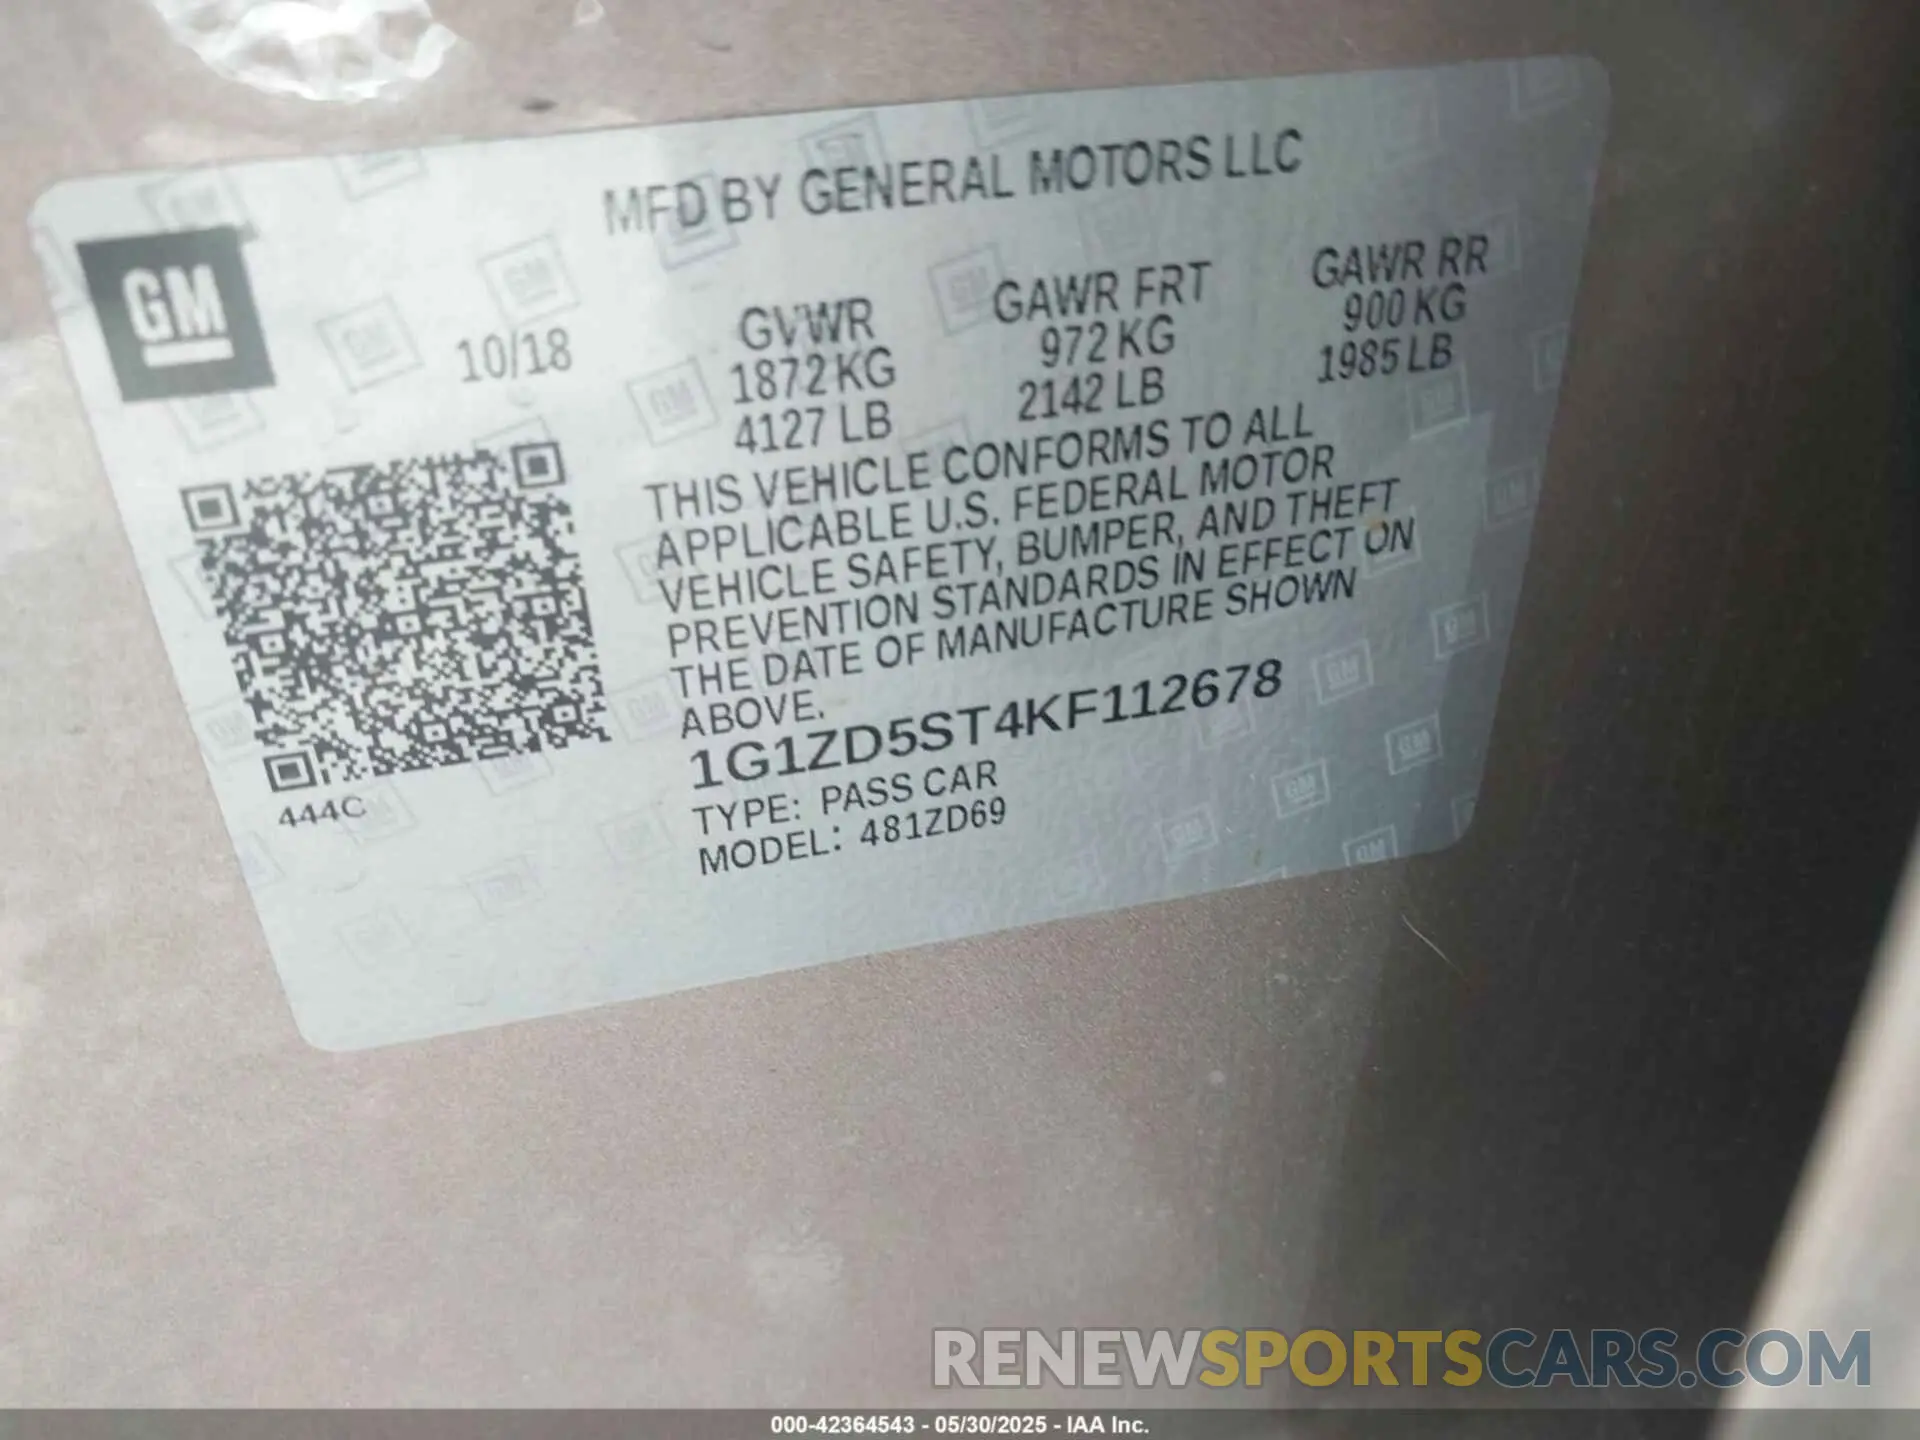 MFD BY GENERAL MOTORS LLC
GM
10/18
GVWR
1872 KG
4127 LB
GAWR FRT
972 KG
2142 LB
GAWR RR
900 KG
1985 LB
THIS VEHICLE CONFORMS TO ALL
APPLICABLE U.S. FEDERAL MOTOR
VEHICLE SAFETY, BUMPER, AND THEFT
PREVENTION STANDARDS IN EFFECT ON
THE DATE OF MANUFACTURE SHOWN
ABOVE.
1G1ZD5ST4KF112678
TYPE: PASS CAR
MODEL: 481ZD69
444C
RENEWSPORTSCARS.COM
000-42364543 - 05/30/2025 - IAA Inc.